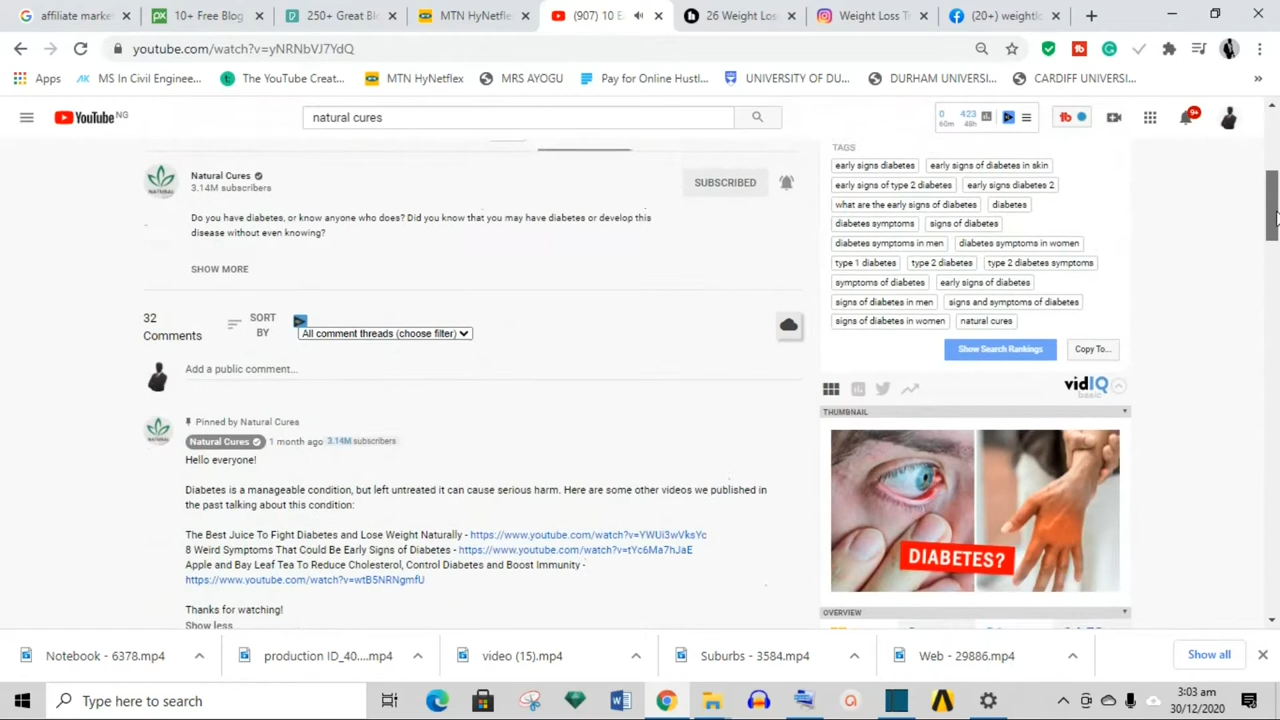 affiliate marke
10+ Free Blog
250+ Great Bl
MTN HyNetfle
(907) 10 E
26 Weight Los
Weight Loss T
(20+) weightlo
youtube.com/watch?v=yNRNbVJ7YdQ
Apps
MS In Civil Enginee...
The YouTube Creat...
MTN HyNetflex
MRS AYOGU
Pay for Online Hustl...
UNIVERSITY OF DU...
DURHAM UNIVERSI...
CARDIFF UNIVERSI...
»
YouTube NG
natural cures
0 423
60m 48h
tb
9+
TAGS
early signs diabetes
early signs of diabetes in skin
early signs of type 2 diabetes
early signs diabetes 2
what are the early signs of diabetes
diabetes
diabetes symptoms
signs of diabetes
diabetes symptoms in men
diabetes symptoms in women
type 1 diabetes
type 2 diabetes
type 2 diabetes symptoms
symptoms of diabetes
early signs of diabetes
signs of diabetes in men
signs and symptoms of diabetes
signs of diabetes in women
natural cures
Show Search Rankings
Copy To...
vidIQ
basic
THUMBNAIL
DIABETES?
OVERVIEW
NATURAL
Natural Cures
3.14M subscribers
SUBSCRIBED
Do you have diabetes, or know anyone who does? Did you know that you may have diabetes or develop this
disease without even knowing?
SHOW MORE
32
Comments
SORT
BY
All comment threads (choose filter)
Add a public comment...
Pinned by Natural Cures
NATURAL
Natural Cures 1 month ago 3.14M subscribers
Hello everyone!
Diabetes is a manageable condition, but left untreated it can cause serious harm. Here are some other videos we published in
the past talking about this condition:
The Best Juice To Fight Diabetes and Lose Weight Naturally - https://www.youtube.com/watch?v=YWUi3wVksYc
8 Weird Symptoms That Could Be Early Signs of Diabetes - https://www.youtube.com/watch?v=tYc6Ma7hJaE
Apple and Bay Leaf Tea To Reduce Cholesterol, Control Diabetes and Boost Immunity -
https://www.youtube.com/watch?v=wtB5NRNgmfU
Thanks for watching!
Show less
Notebook - 6378.mp4
production ID_40....mp4
video (15).mp4
Suburbs - 3584.mp4
Web - 29886.mp4
Show all
Type here to search
3:03 am
30/12/2020